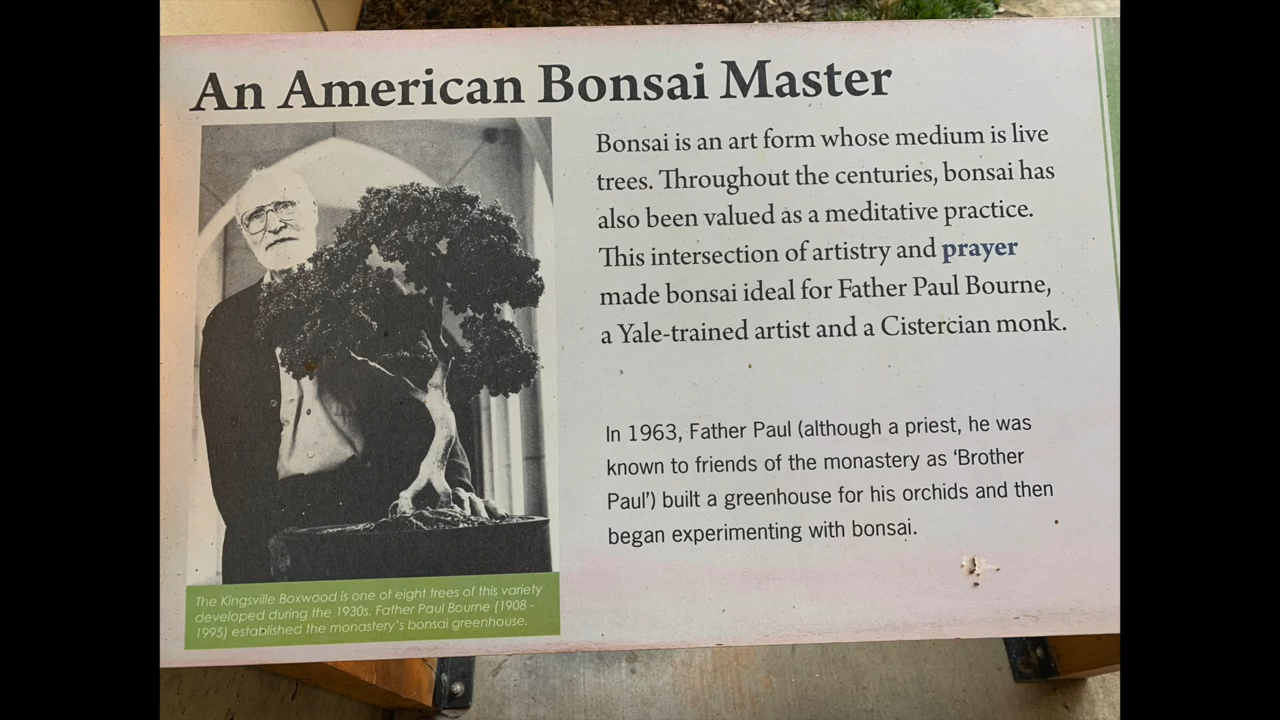 An American Bonsai Master
Bonsai is an art form whose medium is live
trees. Throughout the centuries, bonsai has
also been valued as a meditative practice.
This intersection of artistry and prayer
made bonsai ideal for Father Paul Bourne,
a Yale-trained artist and a Cistercian monk.
In 1963, Father Paul (although a priest, he was
known to friends of the monastery as ‘Brother
Paul’) built a greenhouse for his orchids and then
began experimenting with bonsai.
The Kingsville Boxwood is one of eight trees of this variety
developed during the 1930s. Father Paul Bourne (1908 -
1995) established the monastery's bonsai greenhouse.